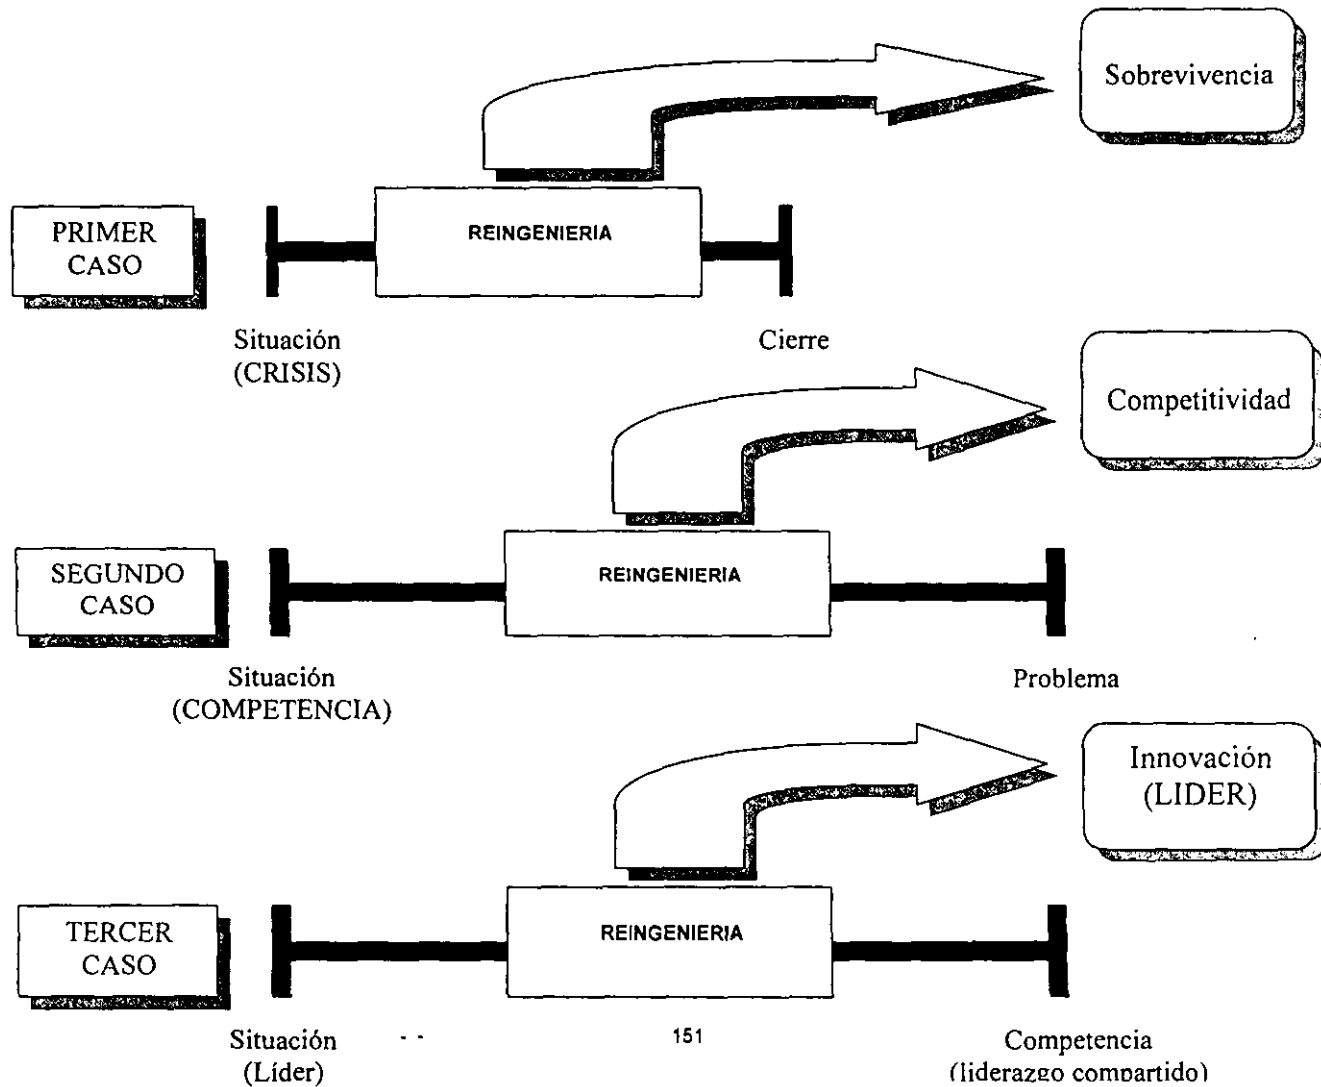 Sobrevivencia
PRIMER
CASO
REINGENIERIA
Situación
(CRISIS)
Cierre
Competitividad
SEGUNDO
CASO
REINGENIERIA
Situación
(COMPETENCIA)
Problema
Innovación
(LIDER)
TERCER
CASO
REINGENIERIA
Situación
(Líder)
151
Competencia
(liderazgo compartido)